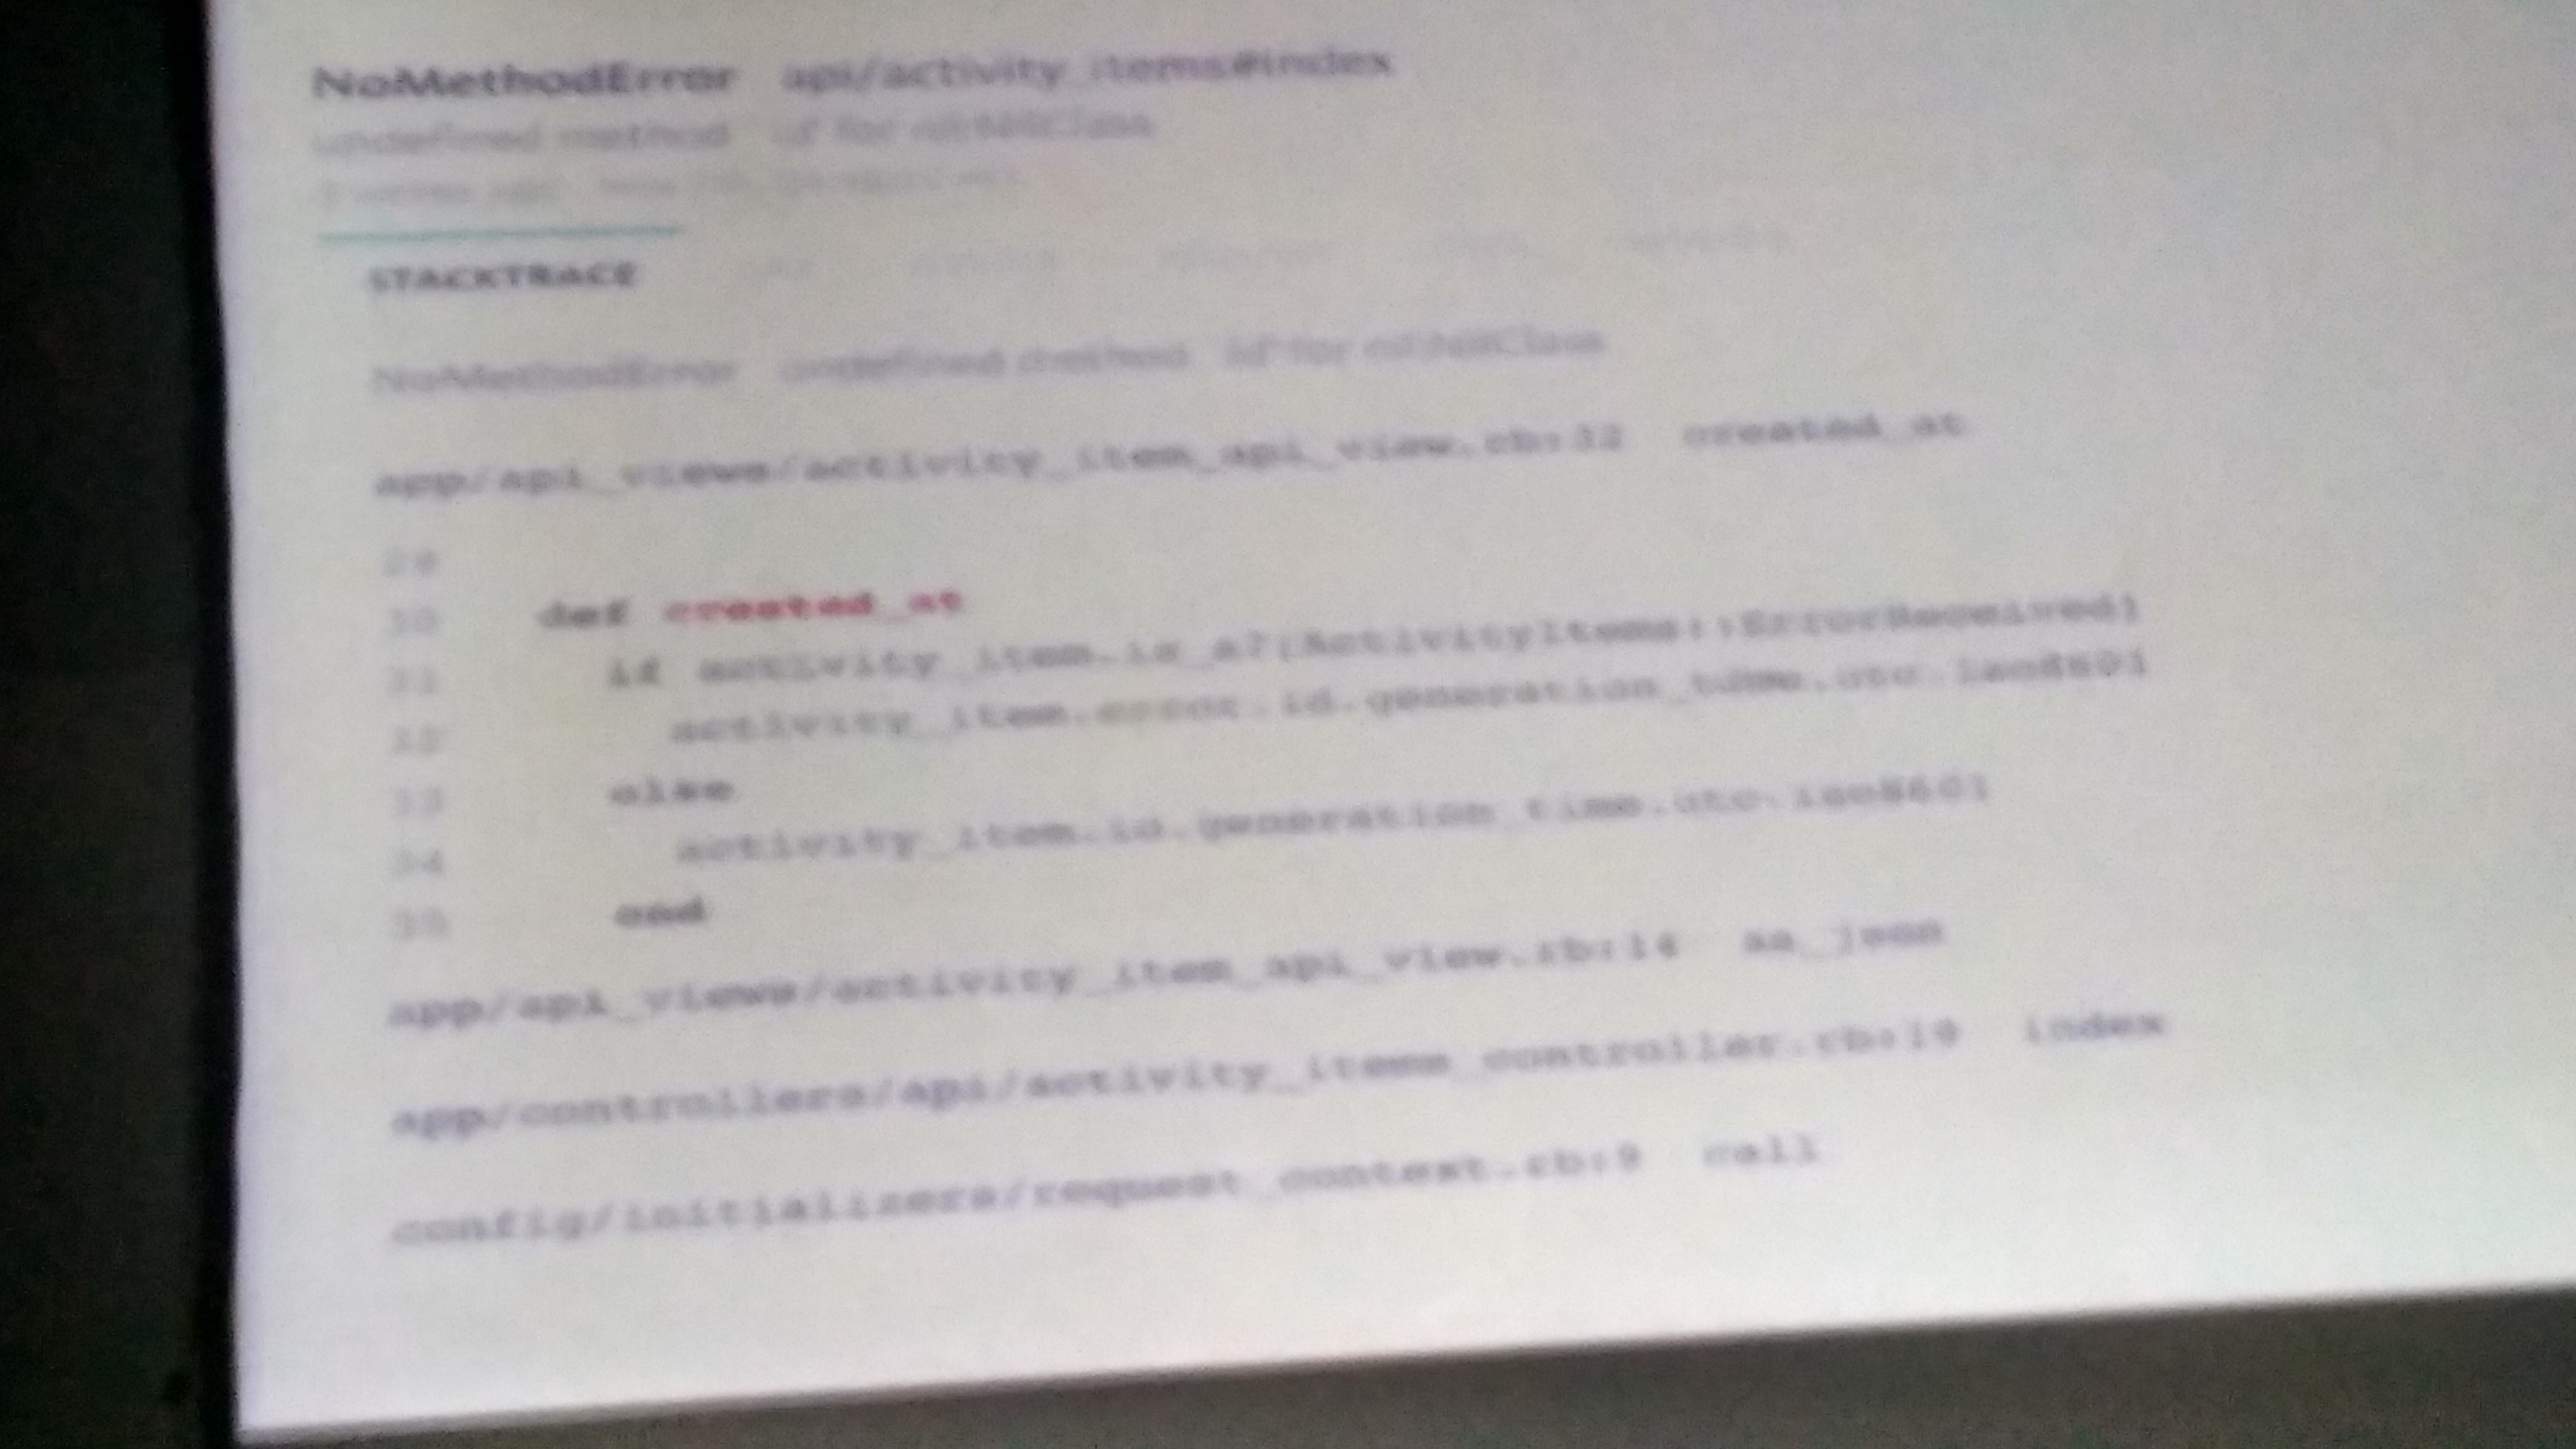 NoMethodError api/activity_items#index
undefined method 'id' for nil:NilClass
STACKTRACE
NoMethodError undefined method 'id' for nil:NilClass
app/api_views/activity_item_api_view.rb:32 created_at
29
30 def created_at
31 if activity_item.is_a?(ActivityItems::ErrorReceived)
32 activity_item.error.id.generation_time.utc.iso8601
33 else
34 activity_item.id.generation_time.utc.iso8601
35 end
app/api_views/activity_item_api_view.rb:14 as_json
app/controllers/api/activity_items_controller.rb:19 index
config/initializers/request_context.rb:9 call